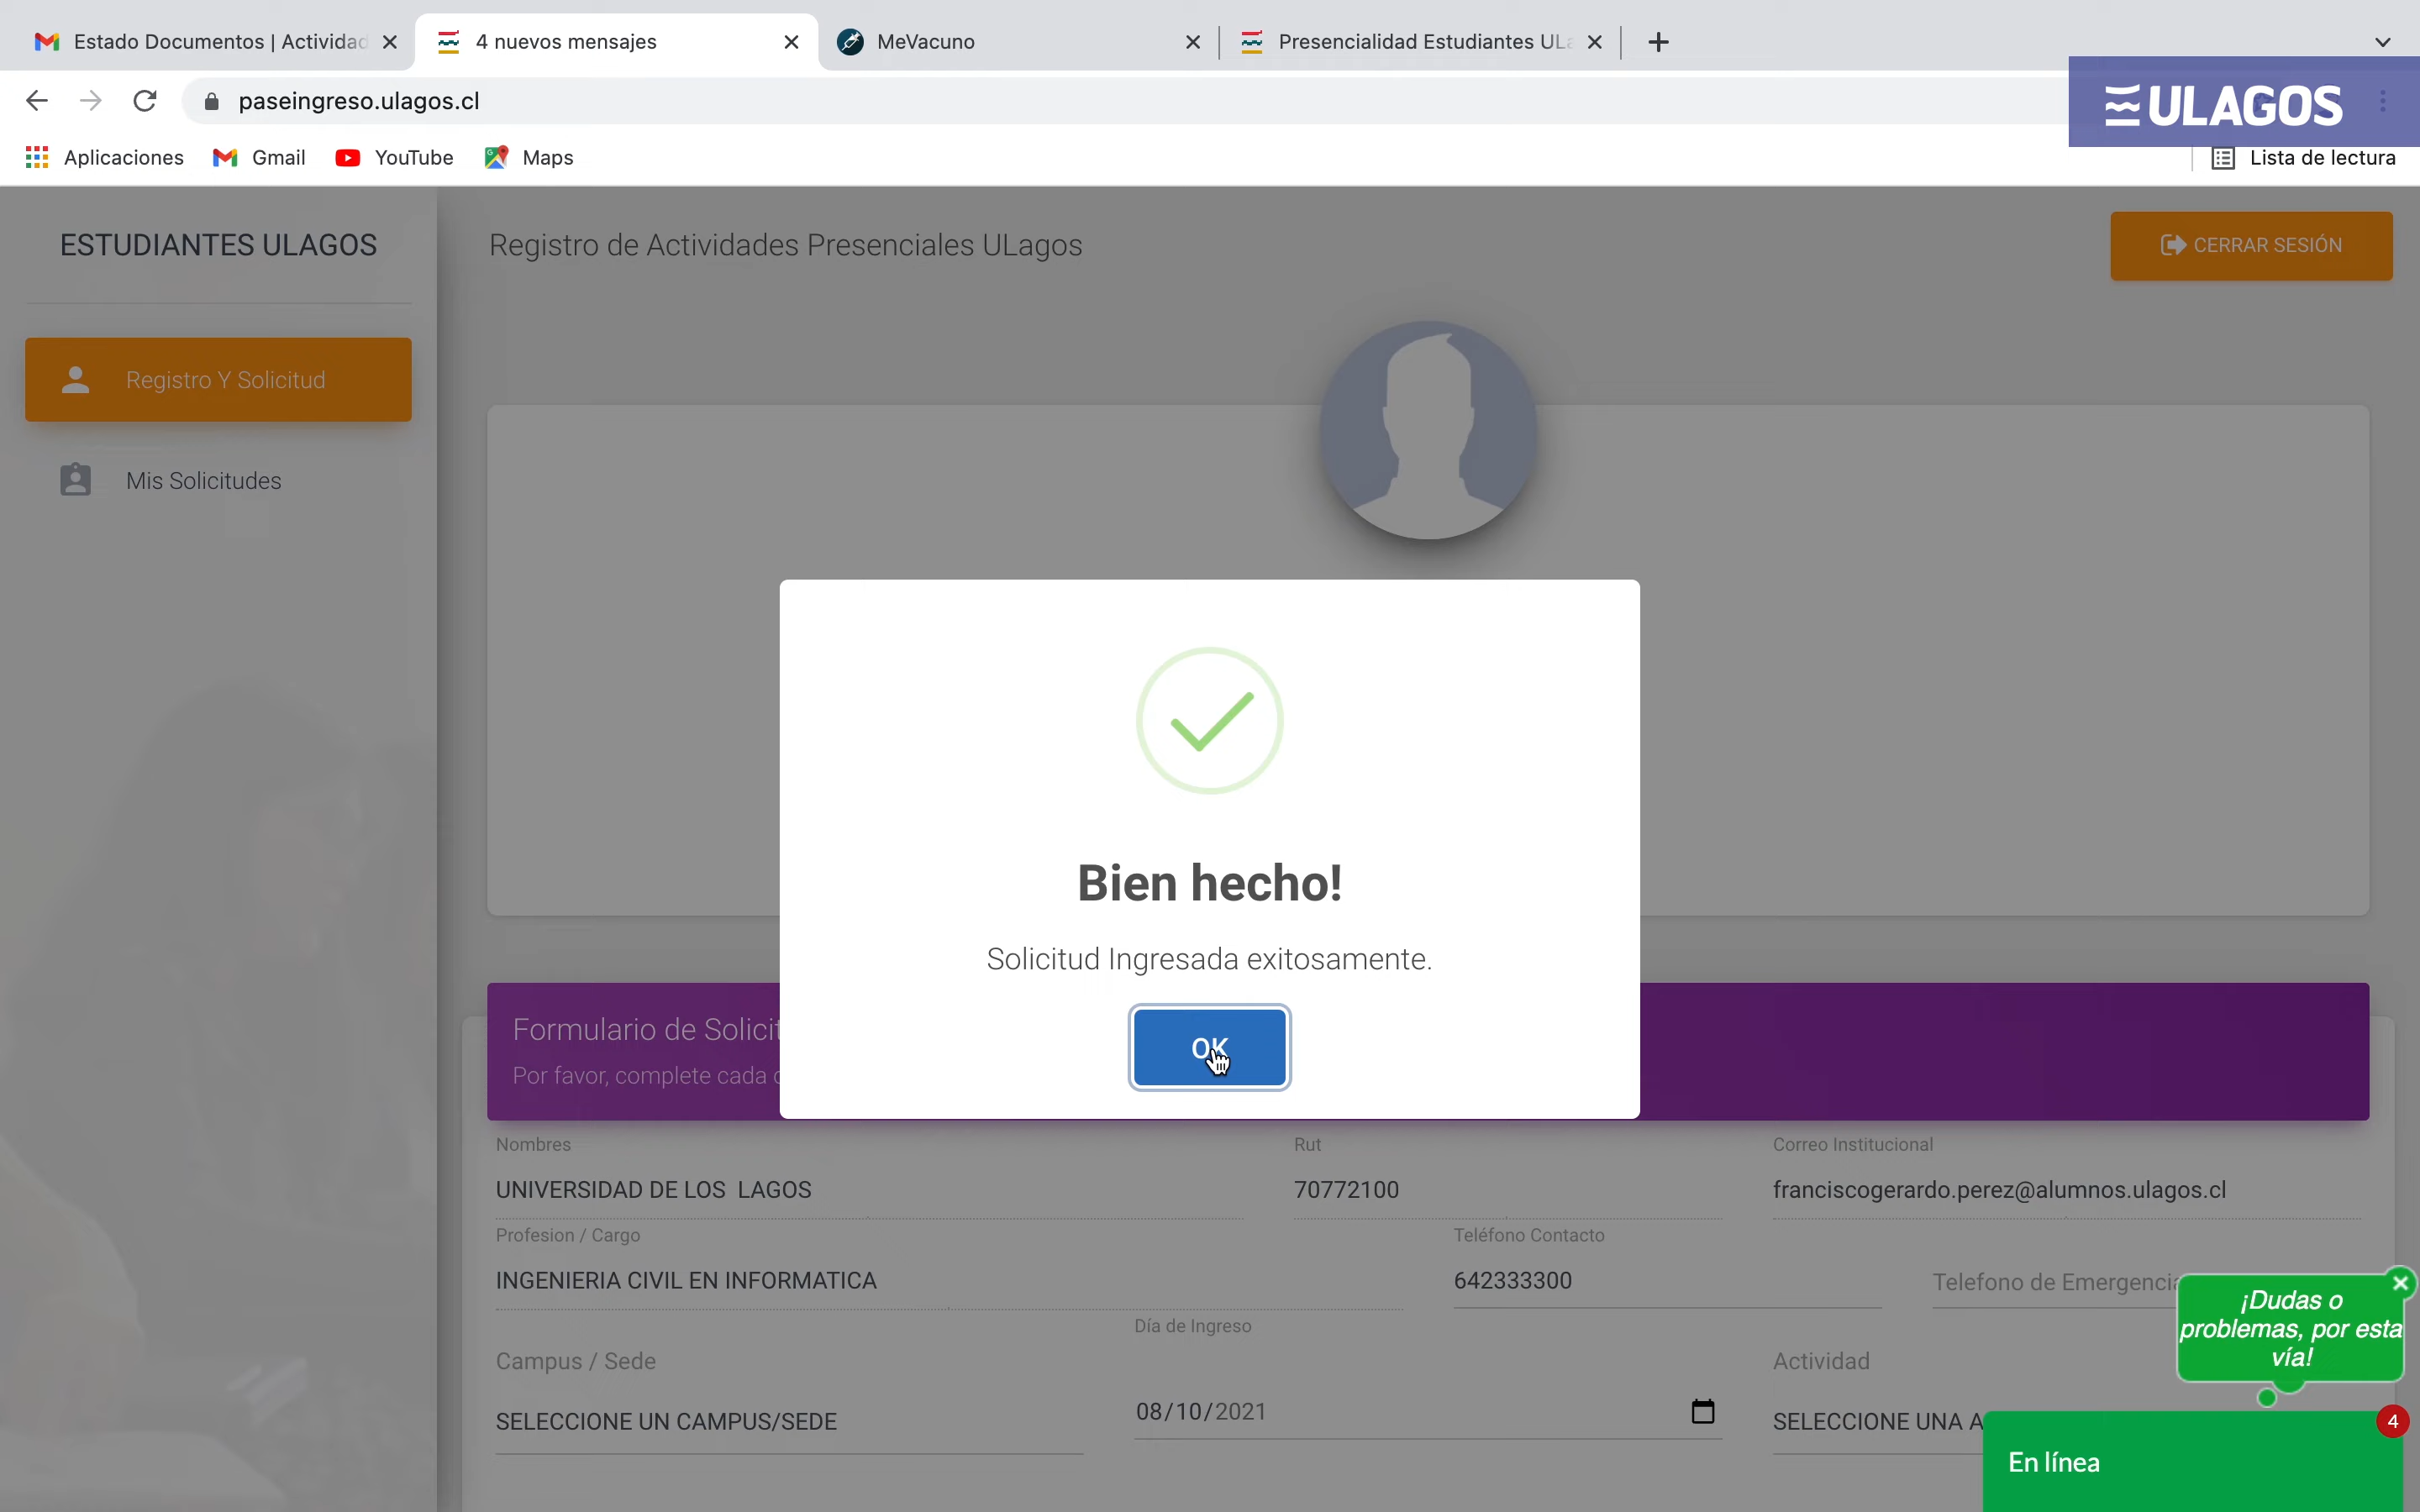 Estado Documentos | Actividad
4 nuevos mensajes
MeVacuno
Presencialidad Estudiantes ULa
paseingreso.ulagos.cl
ULAGOS
Aplicaciones
Gmail
YouTube
Maps
Lista de lectura
ESTUDIANTES ULAGOS
Registro de Actividades Presenciales ULagos
CERRAR SESIÓN
Registro Y Solicitud
Mis Solicitudes
Bien hecho!
Solicitud Ingresada exitosamente.
OK
Formulario de Solicit
Por favor, complete cada
Nombres
Rut
Correo Institucional
UNIVERSIDAD DE LOS LAGOS
70772100
franciscogerardo.perez@alumnos.ulagos.cl
Profesion / Cargo
Teléfono Contacto
INGENIERIA CIVIL EN INFORMATICA
642333300
Telefono de Emergencia
Día de Ingreso
Campus / Sede
Actividad
SELECCIONE UN CAMPUS/SEDE
08/10/2021
SELECCIONE UNA A
¡Dudas o
problemas, por esta
vía!
4
En línea